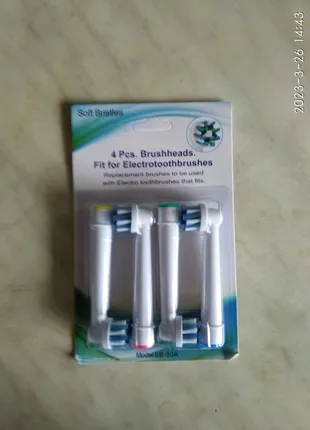 Soft Bristles
4 Pcs. Brushheads.
Fit for Electrotoothbrushes
Replacement brushes to be used
with Electro toothbrushes that fits.
Model:EB-50A
2023-3-26 14:43